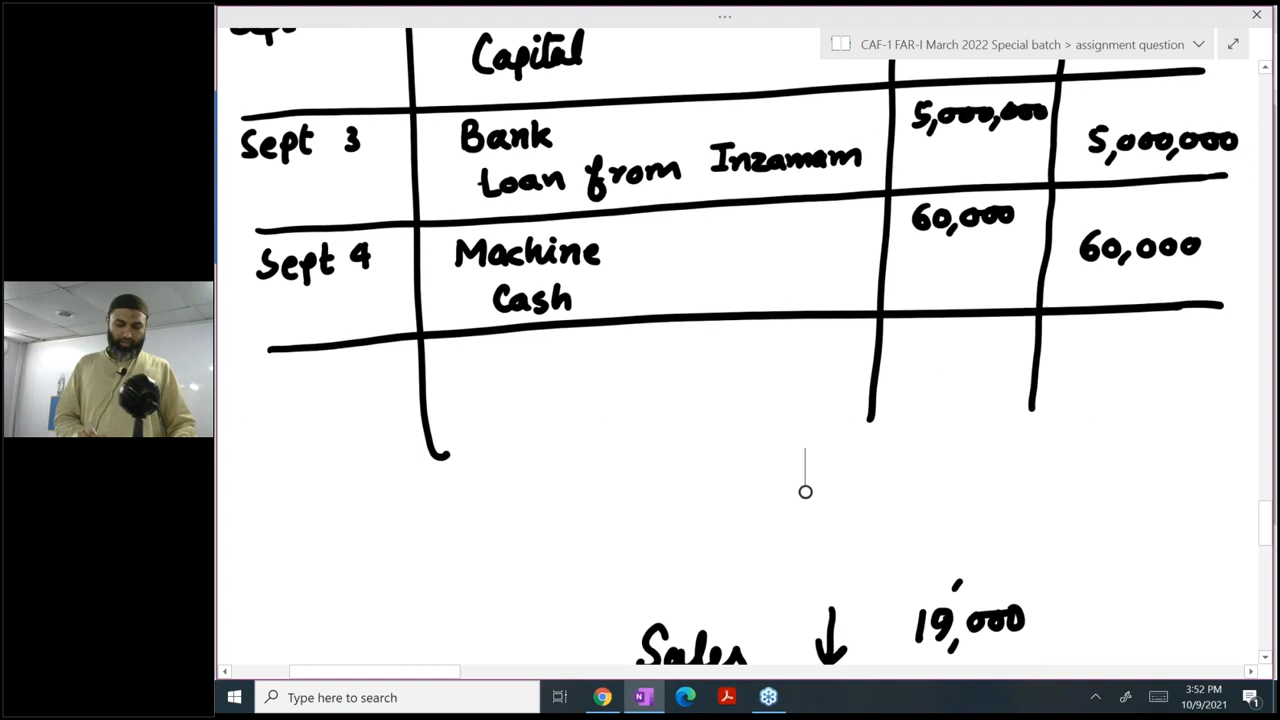 CAF-1 FAR-I March 2022 Special batch > assignment question
Capital
Sept 3 Bank 5,000,000
Loan from Inzamam 5,000,000
Sept 4 Machine 60,000
Cash 60,000
Sales ↓ 19,000
Type here to search
3:52 PM
10/9/2021